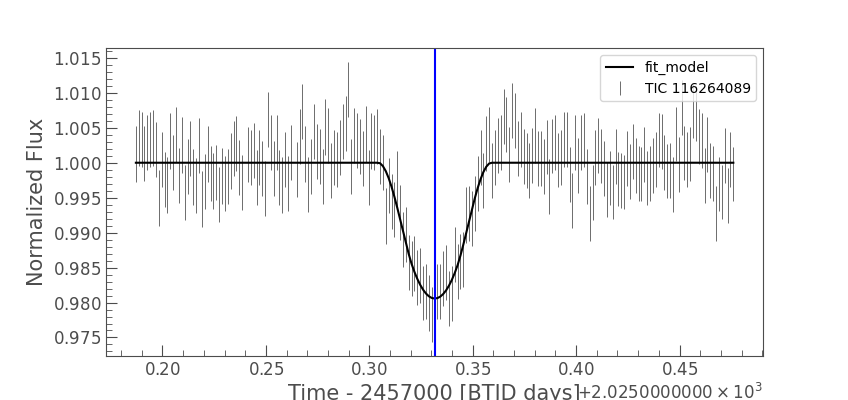 1.015
1.010
1.005
1.000
0.995
0.990
0.985
0.980
0.975
Normalized Flux
fit_model
TIC 116264089
0.20 0.25 0.30 0.35 0.40 0.45
Time - 2457000 [BTJD days]
+2.0250000000 × 10³